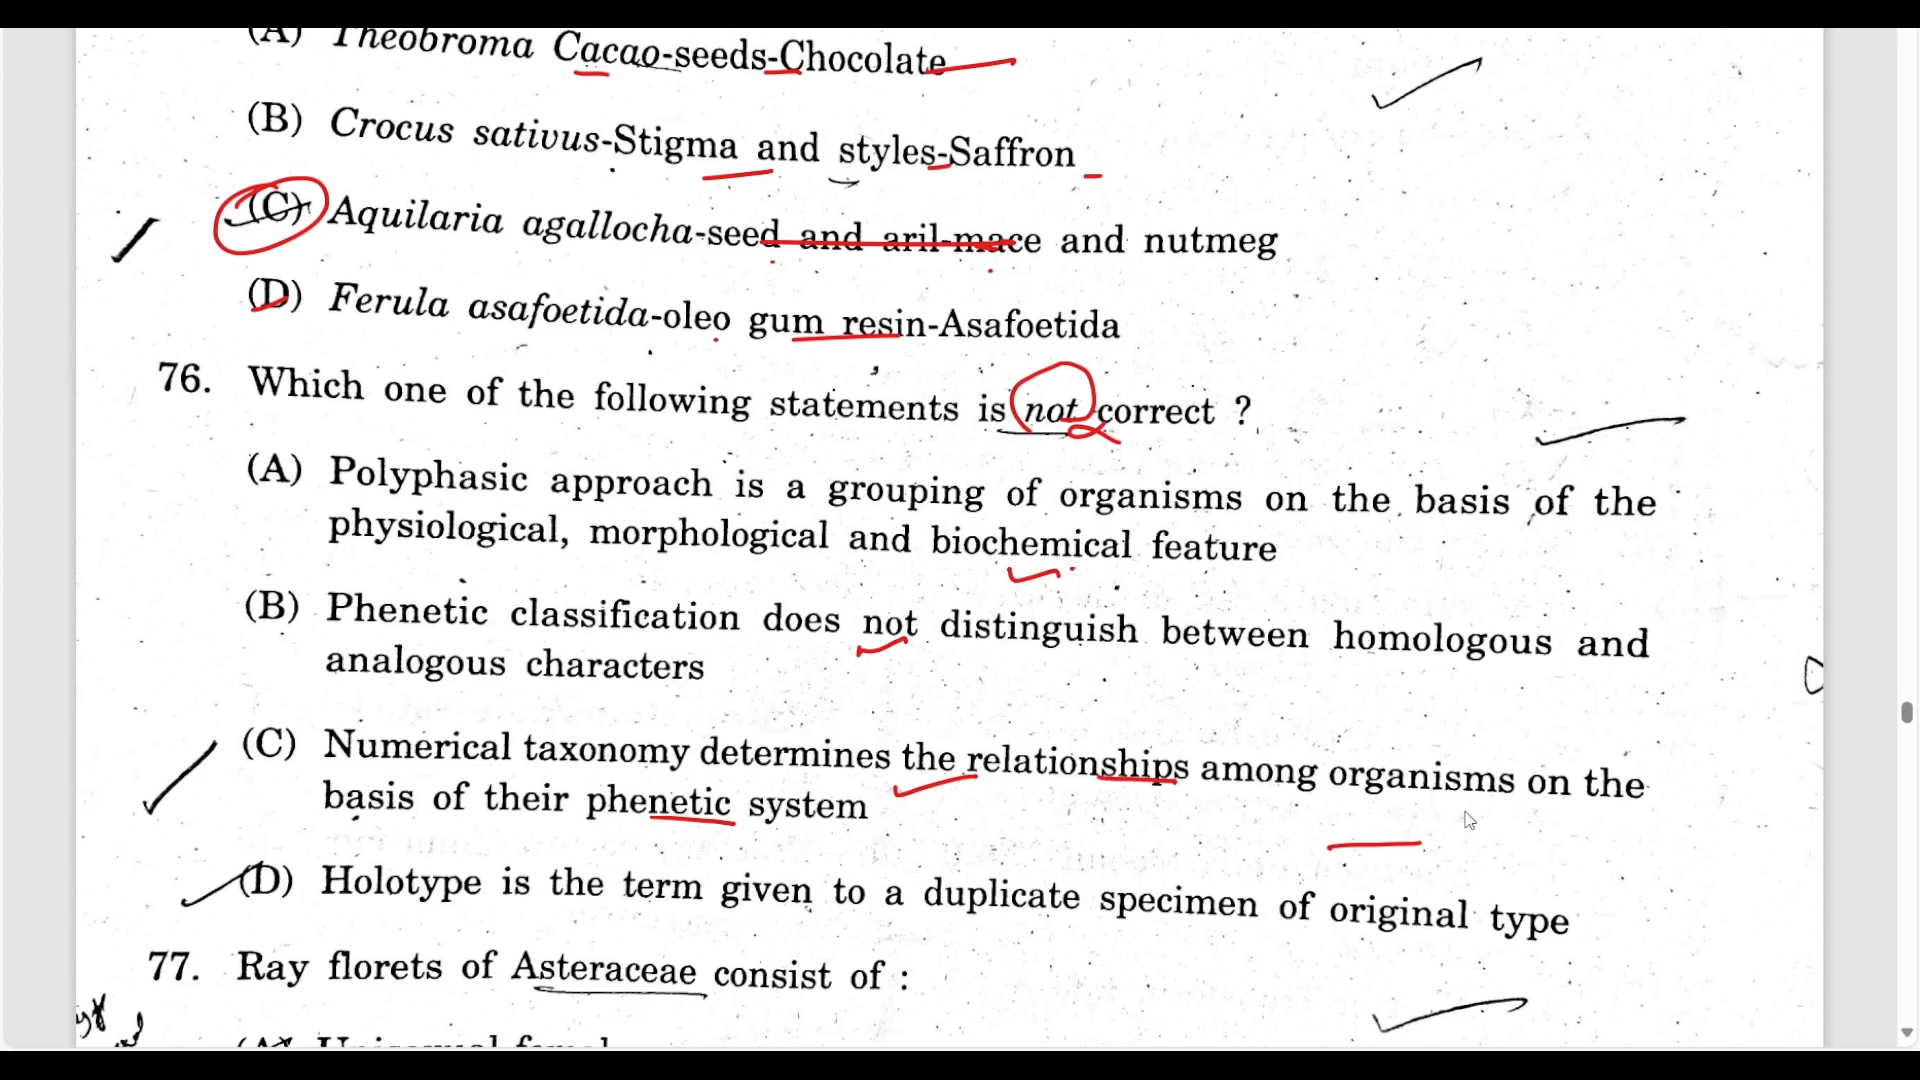 (A) Theobroma Cacao-seeds-Chocolate
(B) Crocus sativus-Stigma and styles-Saffron
(C) Aquilaria agallocha-seed and aril-mace and nutmeg
(D) Ferula asafoetida-oleo gum resin-Asafoetida
76. Which one of the following statements is not correct ?
(A) Polyphasic approach is a grouping of organisms on the basis of the
physiological, morphological and biochemical feature
(B) Phenetic classification does not distinguish between homologous and
analogous characters
(C) Numerical taxonomy determines the relationships among organisms on the
basis of their phenetic system
(D) Holotype is the term given to a duplicate specimen of original type
77. Ray florets of Asteraceae consist of :